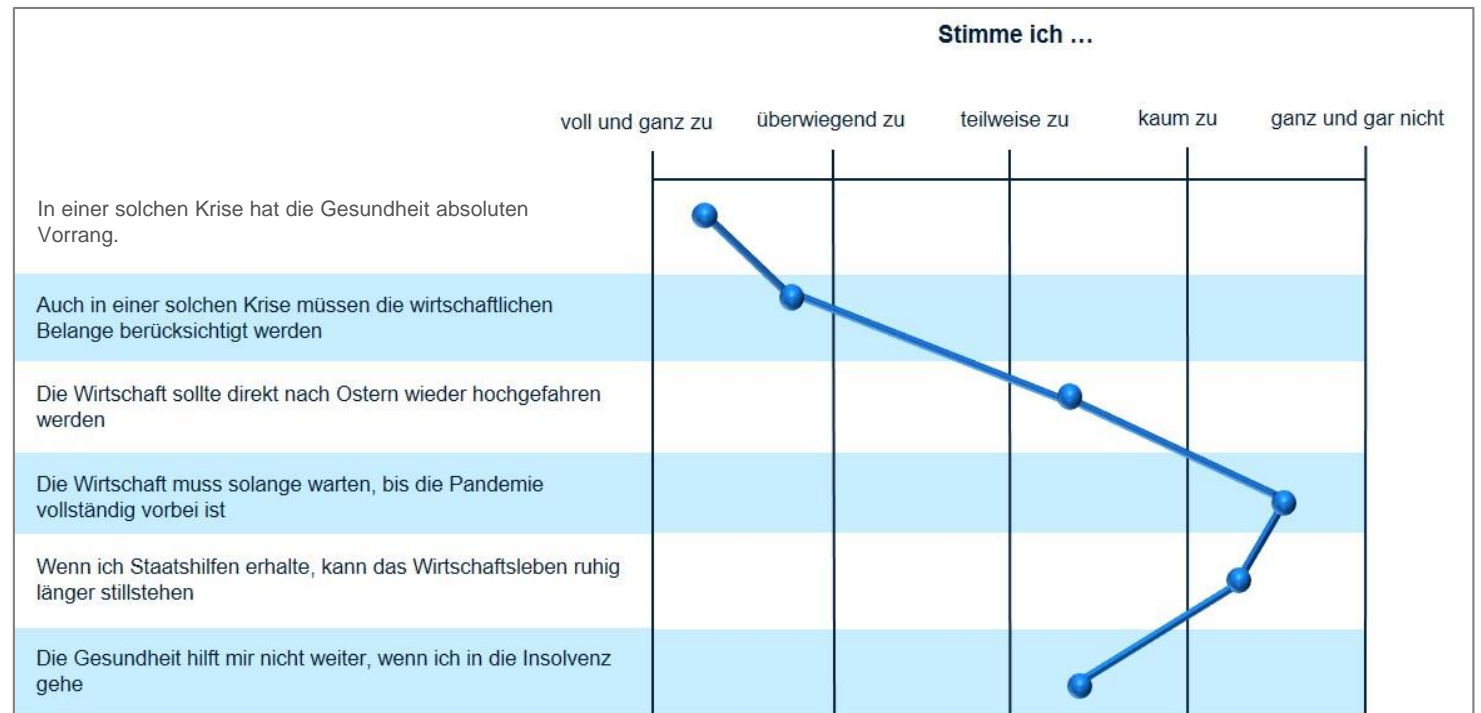 Stimme ich …
voll und ganz zu überwiegend zu teilweise zu kaum zu ganz und gar nicht
In einer solchen Krise hat die Gesundheit absoluten
Vorrang.
Auch in einer solchen Krise müssen die wirtschaftlichen
Belange berücksichtigt werden
Die Wirtschaft sollte direkt nach Ostern wieder hochgefahren
werden
Die Wirtschaft muss solange warten, bis die Pandemie
vollständig vorbei ist
Wenn ich Staatshilfen erhalte, kann das Wirtschaftsleben ruhig
länger stillstehen
Die Gesundheit hilft mir nicht weiter, wenn ich in die Insolvenz
gehe